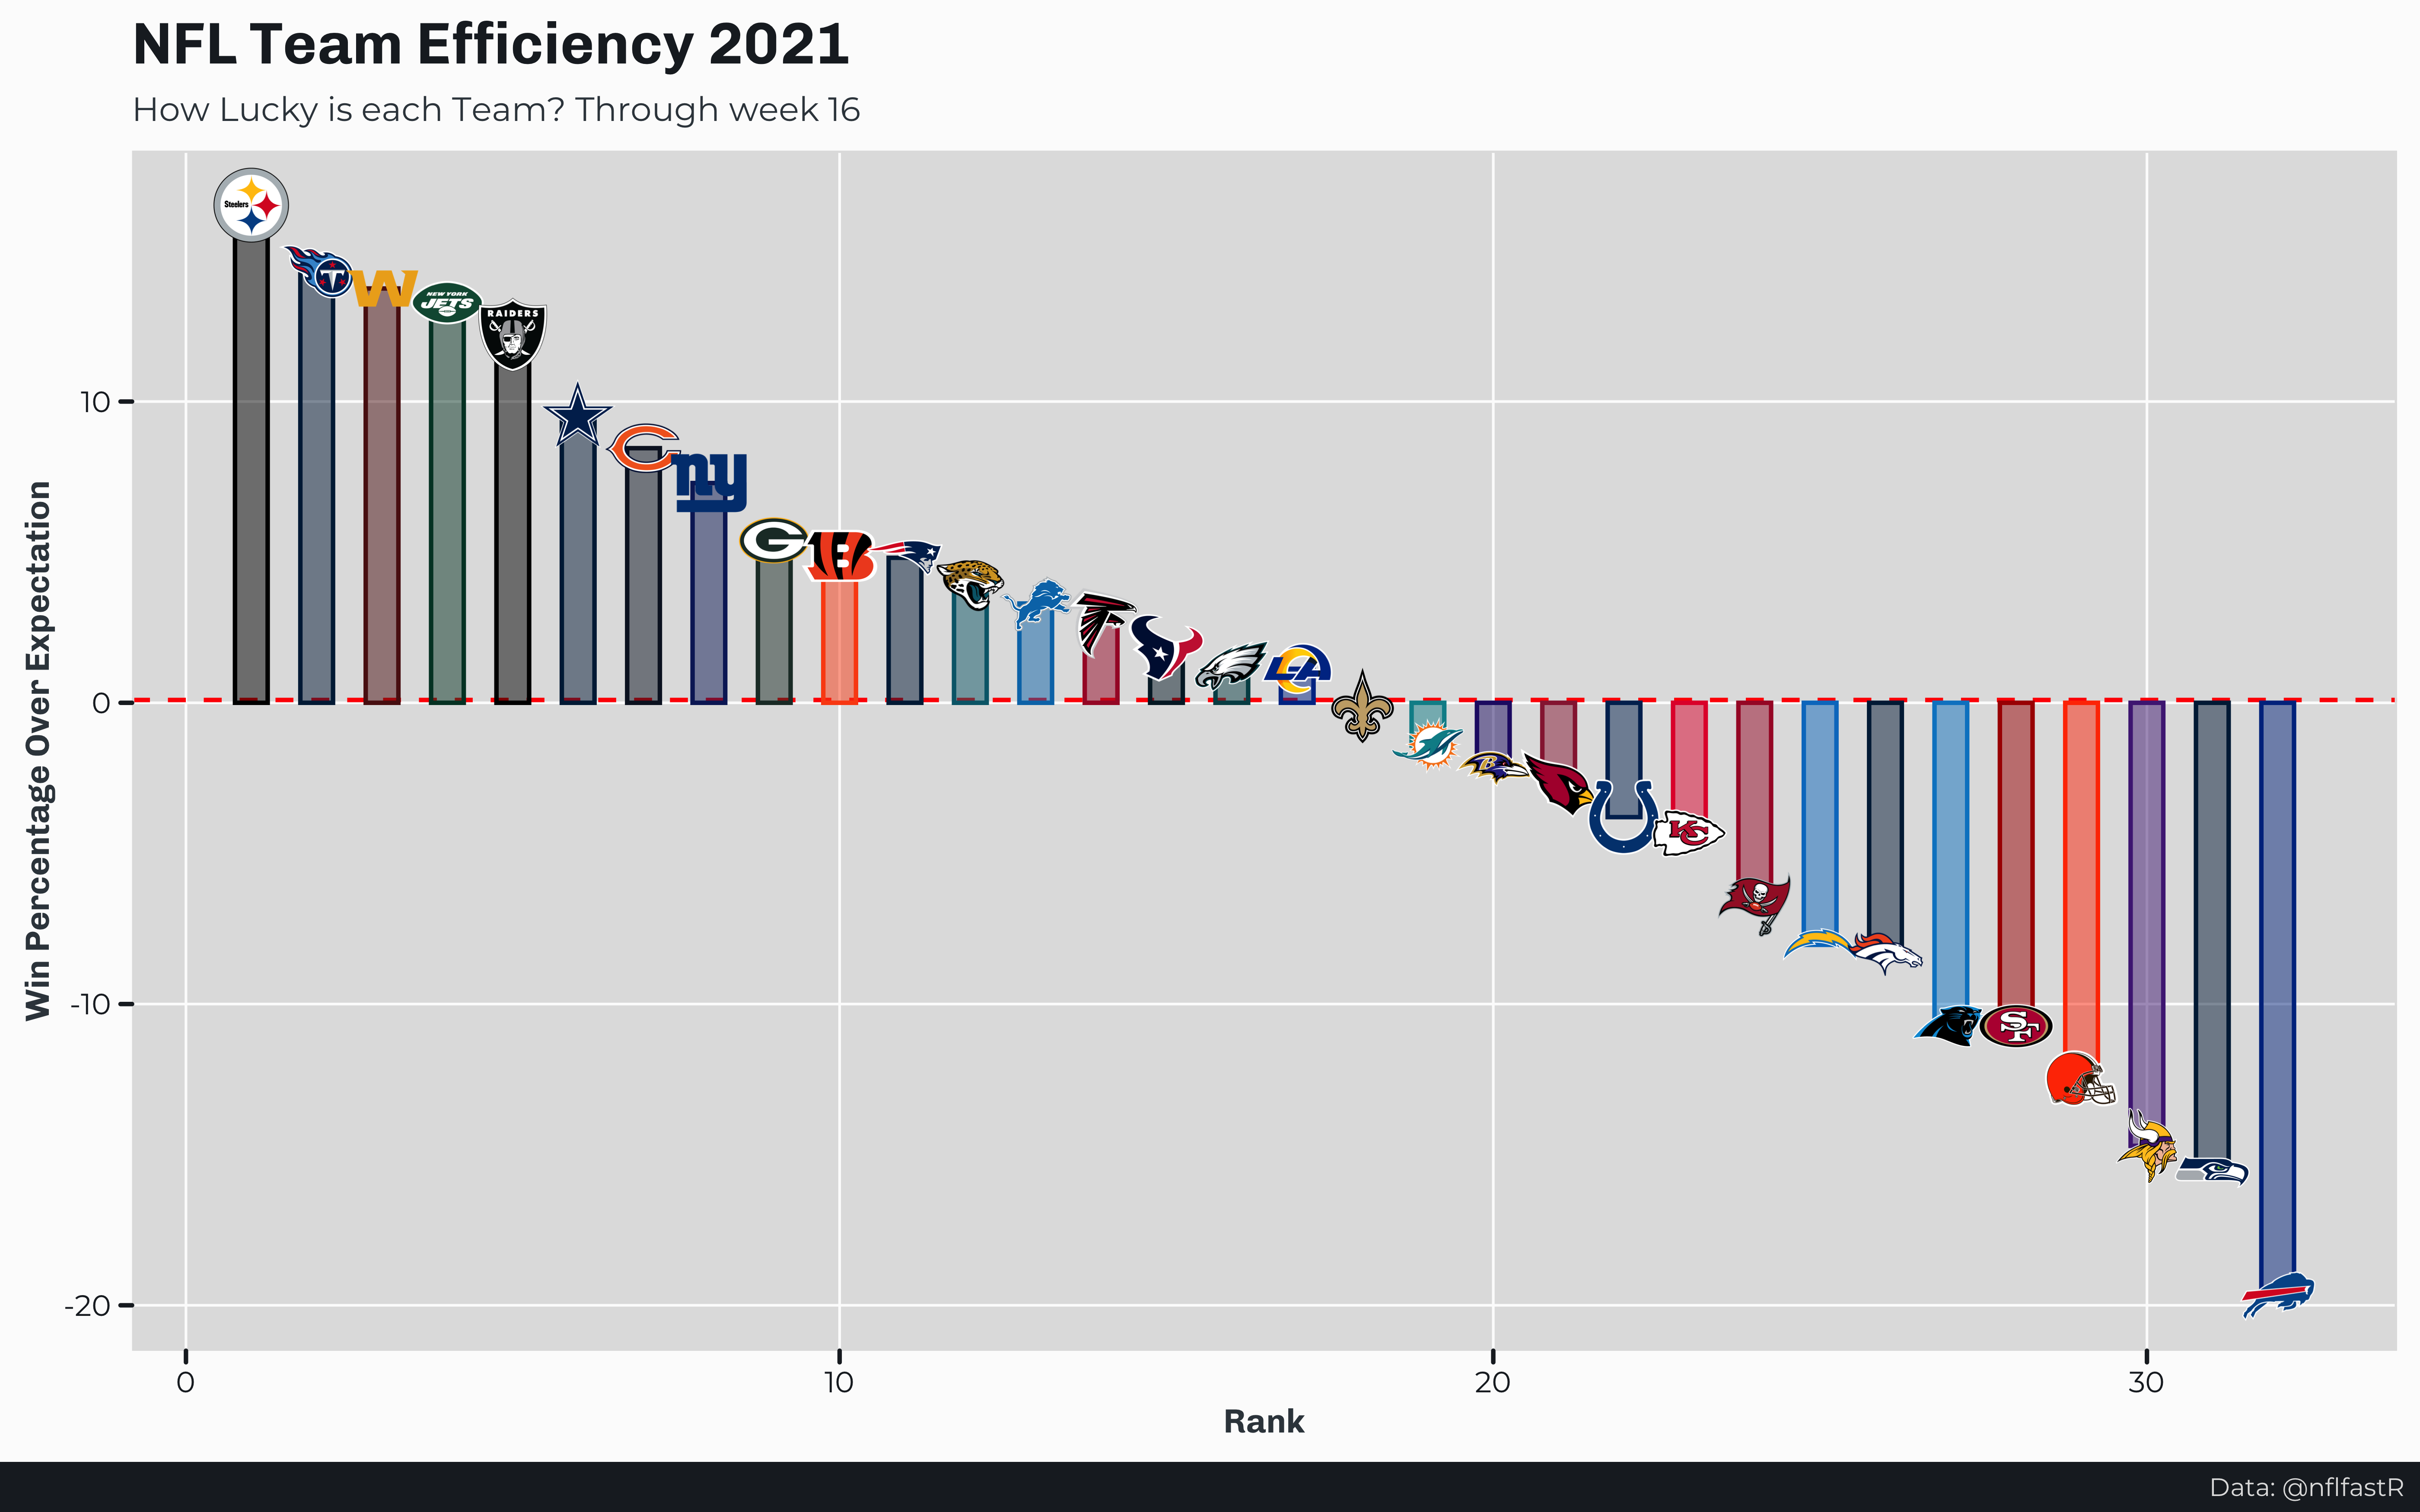 NFL Team Efficiency 2021
How Lucky is each Team? Through week 16
Win Percentage Over Expectation
10
0
-10
-20
Steelers
T
W
NEW YORK
JETS
RAIDERS
C
ny
G
B
LA
B
KC
SF
0
10
20
30
Rank
Data: @nflfastR